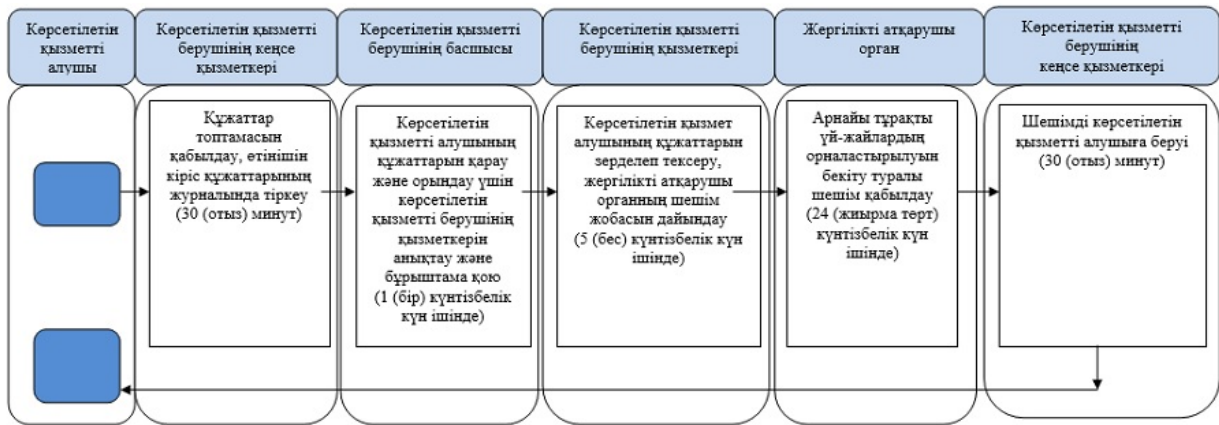 Көрсетілетін
қызметті
алушы
Көрсетілетін қызметті
берушінің кеңсе
қызметкері
Көрсетілетін қызметті
берушінің басшысы
Көрсетілетін қызметті
берушінің қызметкері
Жергілікті атқарушы
орган
Көрсетілетін қызметті
берушінің
кеңсе қызметкері
Құжаттар
топтамасын
қабылдау, өтінішін
кіріс құжаттарының
журналында тіркеу
(30 (отыз) минут)
Көрсетілетін
қызметті алушының
құжаттарын қарау
және орындау үшін
көрсетілетін
қызметті берушінің
қызметкерін
анықтау және
бұрыштама қою
(1 (бір) күнтізбелік
күн ішінде)
Көрсетілетін қызмет
алушының құжаттарын
зерделеп тексеру,
жергілікті атқарушы
органның шешім
жобасын дайындау
(5 (бес) күнтізбелік күн
ішінде)
Арнайы тұрақты
үй-жайлардың
орналастырылуын
бекіту туралы
шешім қабылдау
(24 (жиырма төрт)
күнтізбелік күн
ішінде)
Шешімді көрсетілетін
қызметті алушыға беруі
(30 (отыз) минут)